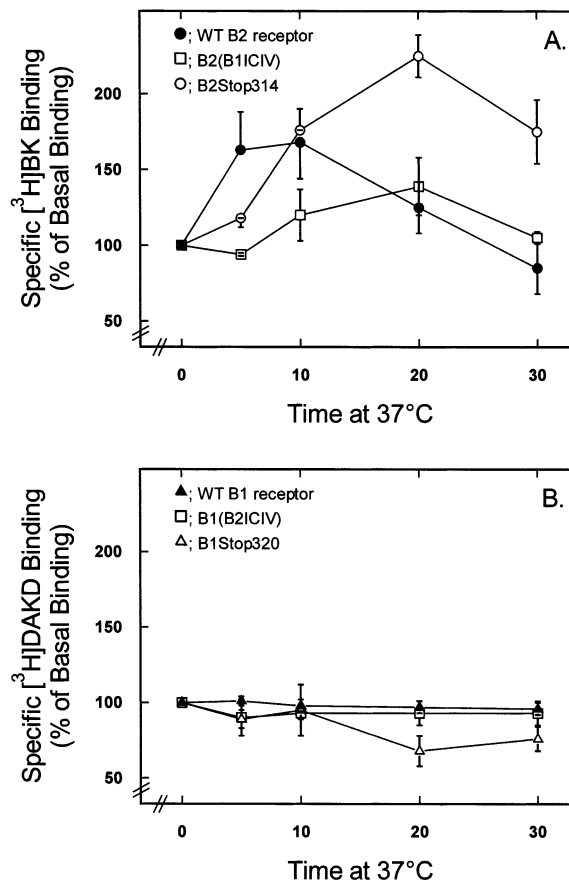 A.
●; WT B2 receptor
□; B2(B1ICIV)
○; B2Stop314
Specific [³H]BK Binding
(% of Basal Binding)
200
150
100
50
0
10
20
30
Time at 37°C
B.
▲; WT B1 receptor
□; B1(B2ICIV)
△; B1Stop320
Specific [³H]DAKD Binding
(% of Basal Binding)
200
150
100
50
0
10
20
30
Time at 37°C